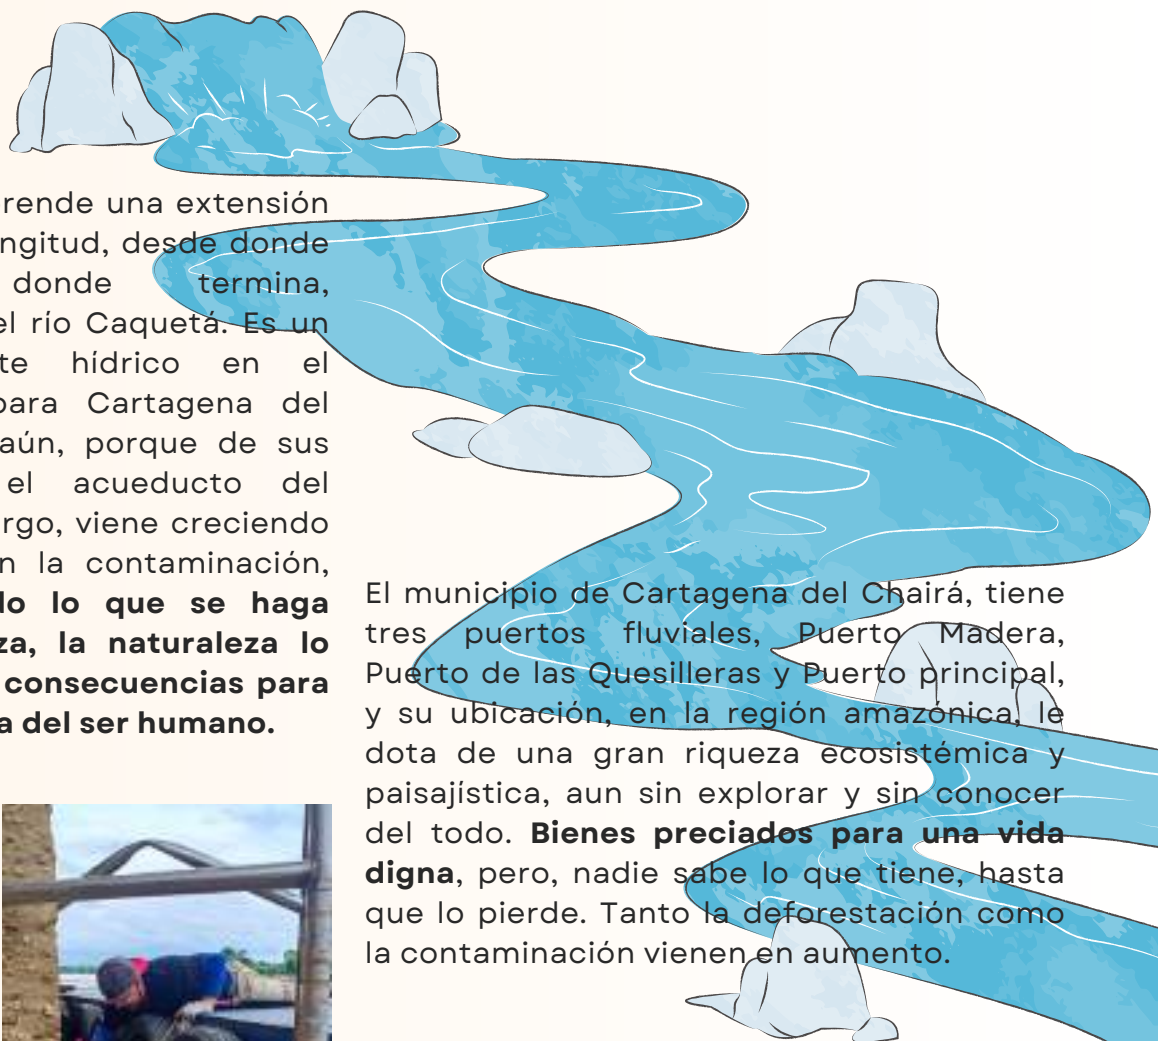 rende una extensión
ngitud, desde donde
donde termina,
el río Caquetá. Es un
te hídrico en el
para Cartagena del
aún, porque de sus
el acueducto del
rgo, viene creciendo
n la contaminación,
lo lo que se haga
za, la naturaleza lo
consecuencias para
a del ser humano.
El municipio de Cartagena del Chairá, tiene
tres puertos fluviales, Puerto Madera,
Puerto de las Quesilleras y Puerto principal,
y su ubicación, en la región amazónica, le
dota de una gran riqueza ecosistémica y
paisajística, aun sin explorar y sin conocer
del todo. Bienes preciados para una vida
digna, pero, nadie sabe lo que tiene, hasta
que lo pierde. Tanto la deforestación como
la contaminación vienen en aumento.